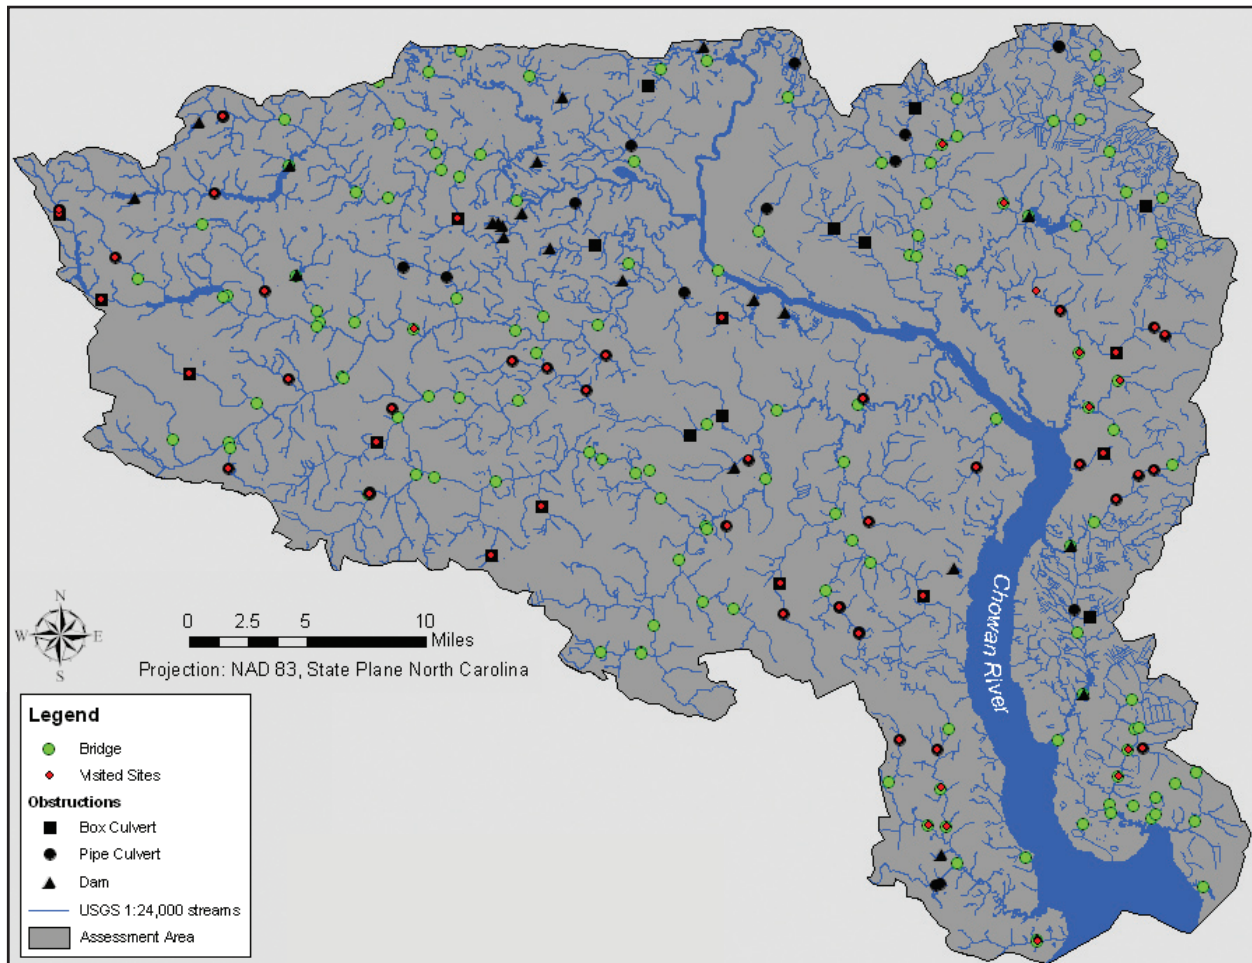 Chowan River
N
W E
S
0 2.5 5 10
Miles
Projection: NAD 83, State Plane North Carolina
Legend
Bridge
Visited Sites
Obstructions
Box Culvert
Pipe Culvert
Dam
USGS 1:24,000 streams
Assessment Area